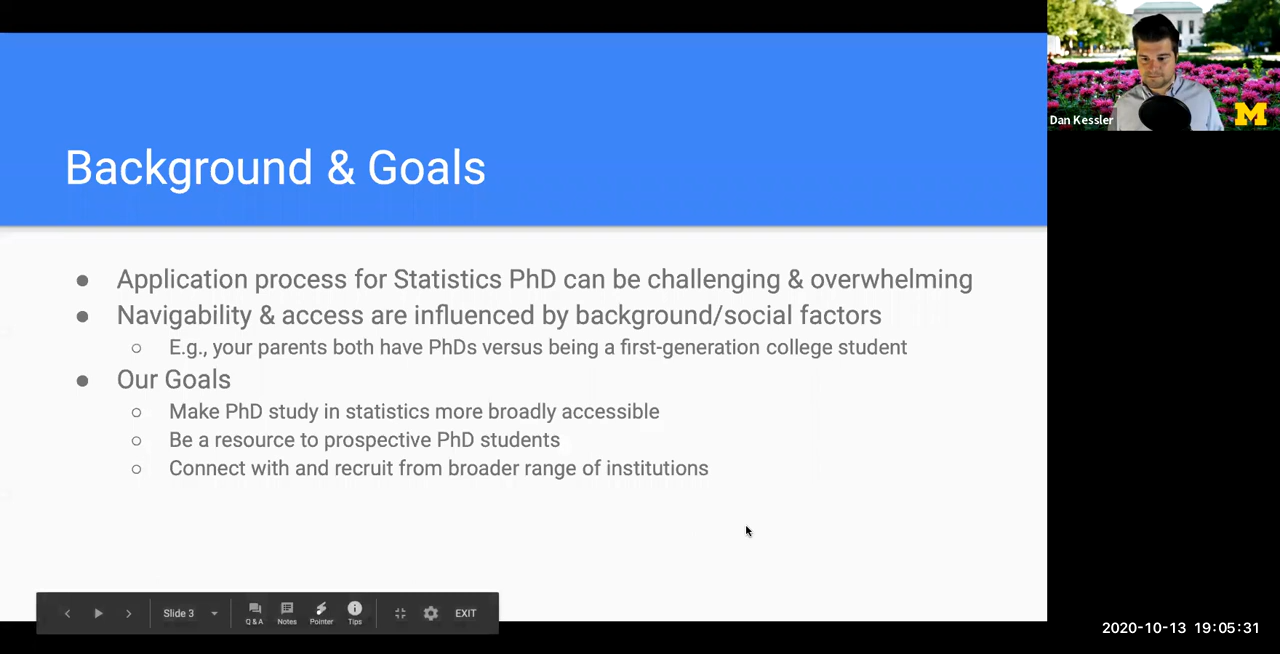 Background & Goals
● Application process for Statistics PhD can be challenging & overwhelming
● Navigability & access are influenced by background/social factors
○ E.g., your parents both have PhDs versus being a first-generation college student
● Our Goals
○ Make PhD study in statistics more broadly accessible
○ Be a resource to prospective PhD students
○ Connect with and recruit from broader range of institutions
Dan Kessler
M
Slide 3
Q & A
Notes
Pointer
Tips
EXIT
2020-10-13 19:05:31